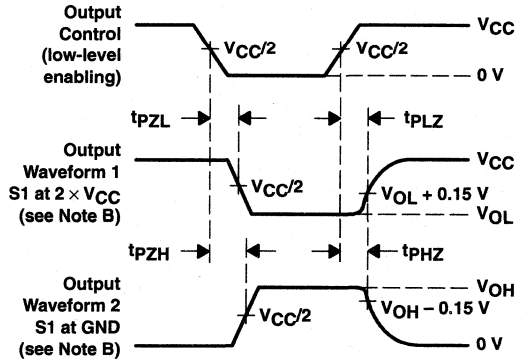 Output
Control
(low-level
enabling)
VCC/2
VCC/2
VCC
0 V
tPZL
tPLZ
Output
Waveform 1
S1 at 2 × VCC
(see Note B)
VCC/2
VCC
VOL + 0.15 V
VOL
tPZH
tPHZ
Output
Waveform 2
S1 at GND
(see Note B)
VCC/2
VOH
VOH − 0.15 V
0 V